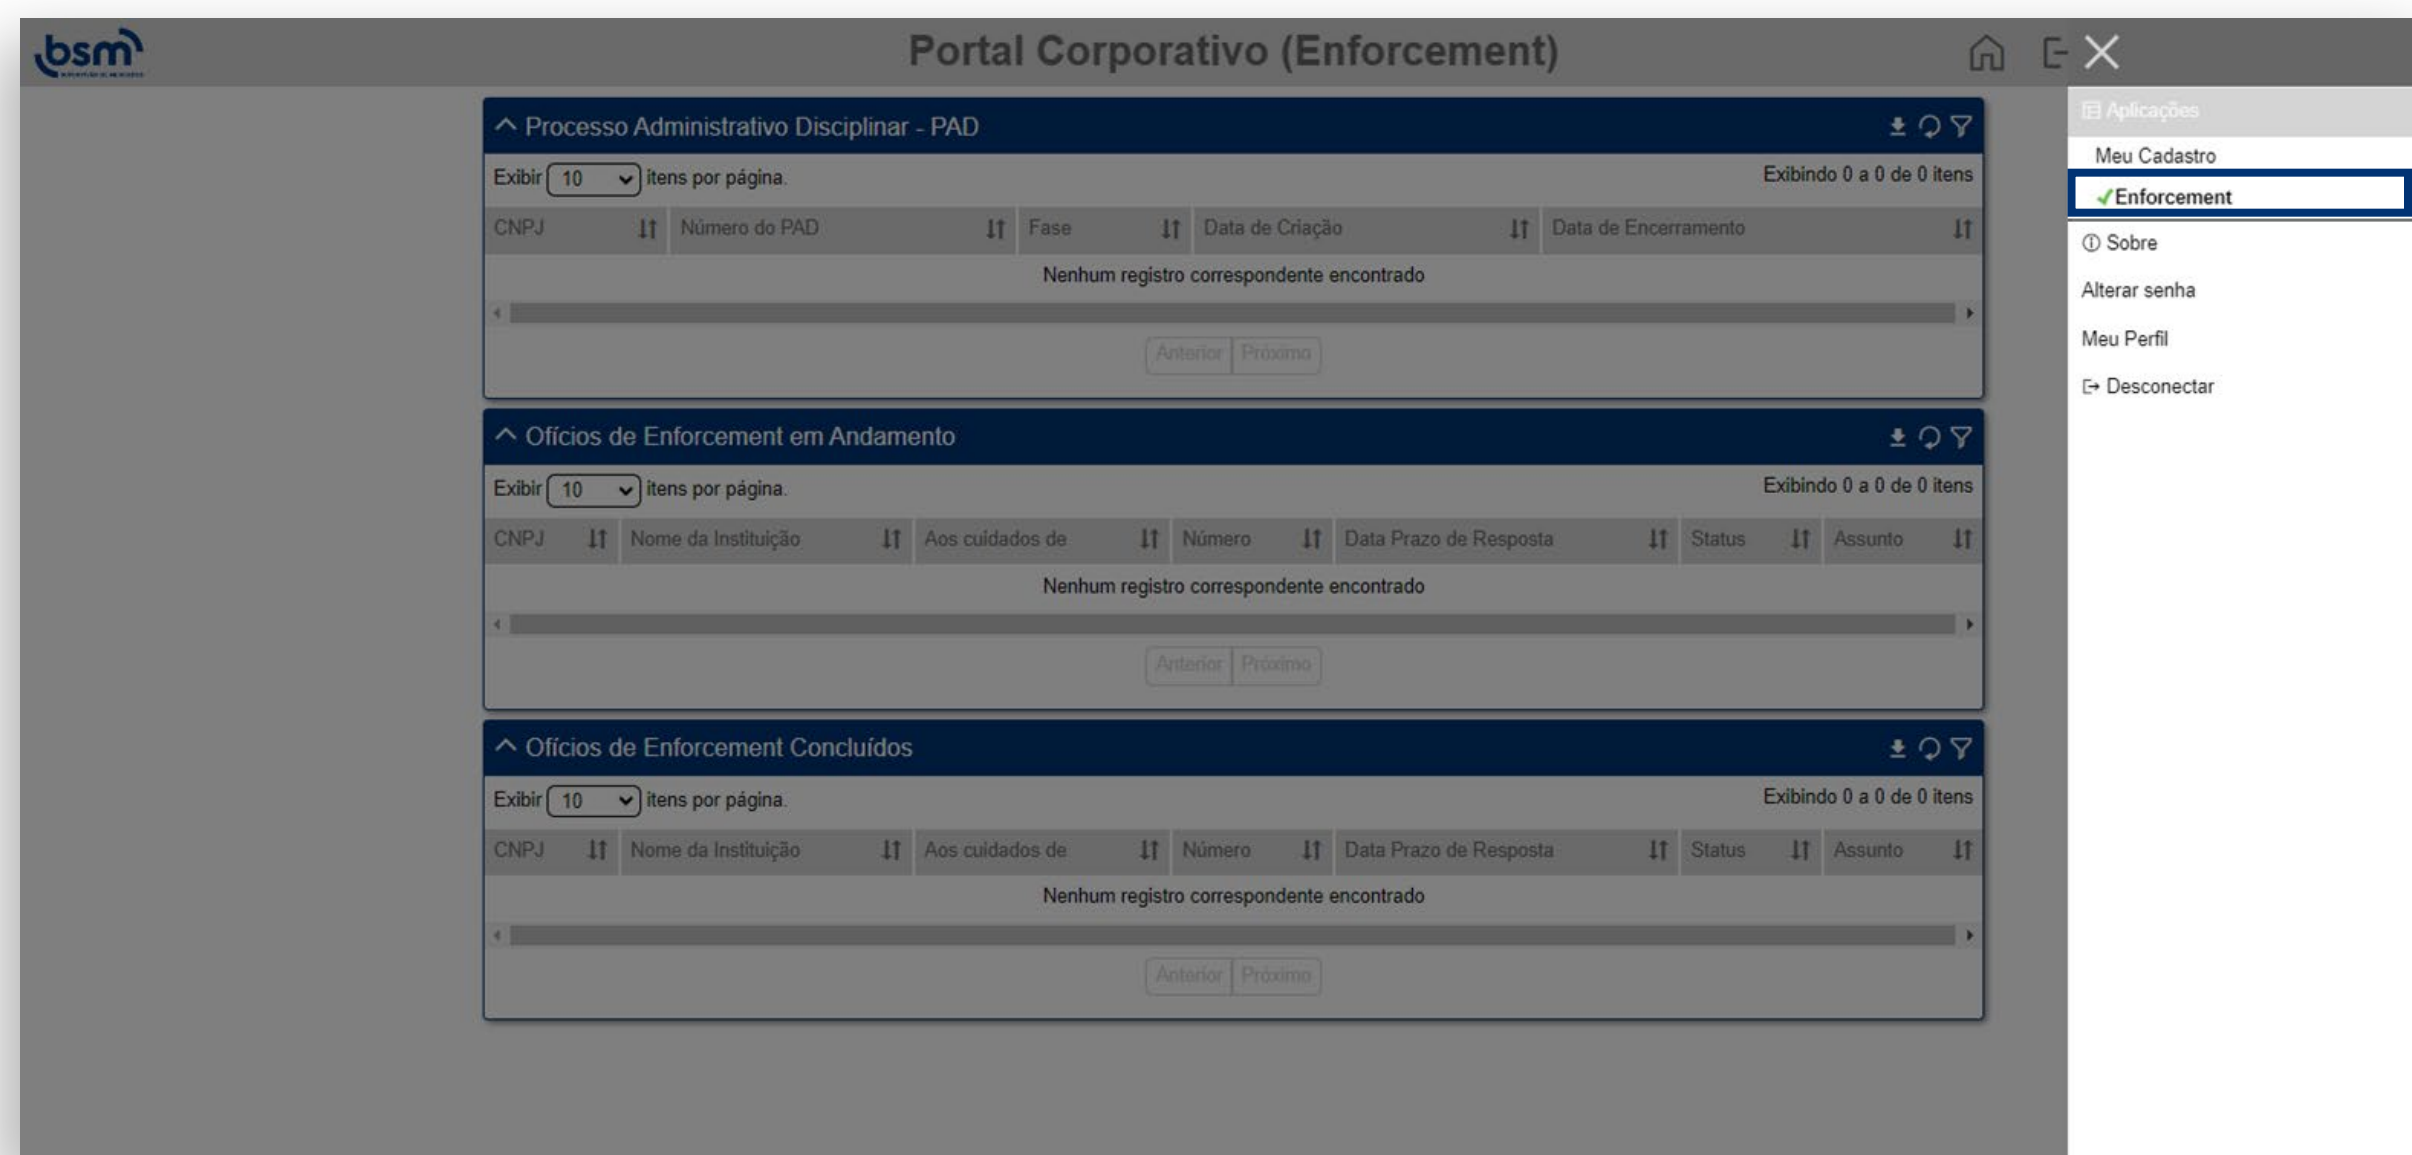 bsm
Portal Corporativo (Enforcement)
Processo Administrativo Disciplinar - PAD
Exibir 10 itens por página.
Exibindo 0 a 0 de 0 itens
CNPJ Número do PAD Fase Data de Criação Data de Encerramento
Nenhum registro correspondente encontrado
Anterior Próximo
Ofícios de Enforcement em Andamento
Exibir 10 itens por página.
Exibindo 0 a 0 de 0 itens
CNPJ Nome da Instituição Aos cuidados de Número Data Prazo de Resposta Status Assunto
Nenhum registro correspondente encontrado
Anterior Próximo
Ofícios de Enforcement Concluídos
Exibir 10 itens por página.
Exibindo 0 a 0 de 0 itens
CNPJ Nome da Instituição Aos cuidados de Número Data Prazo de Resposta Status Assunto
Nenhum registro correspondente encontrado
Anterior Próximo
Aplicações
Meu Cadastro
Enforcement
Sobre
Alterar senha
Meu Perfil
Desconectar